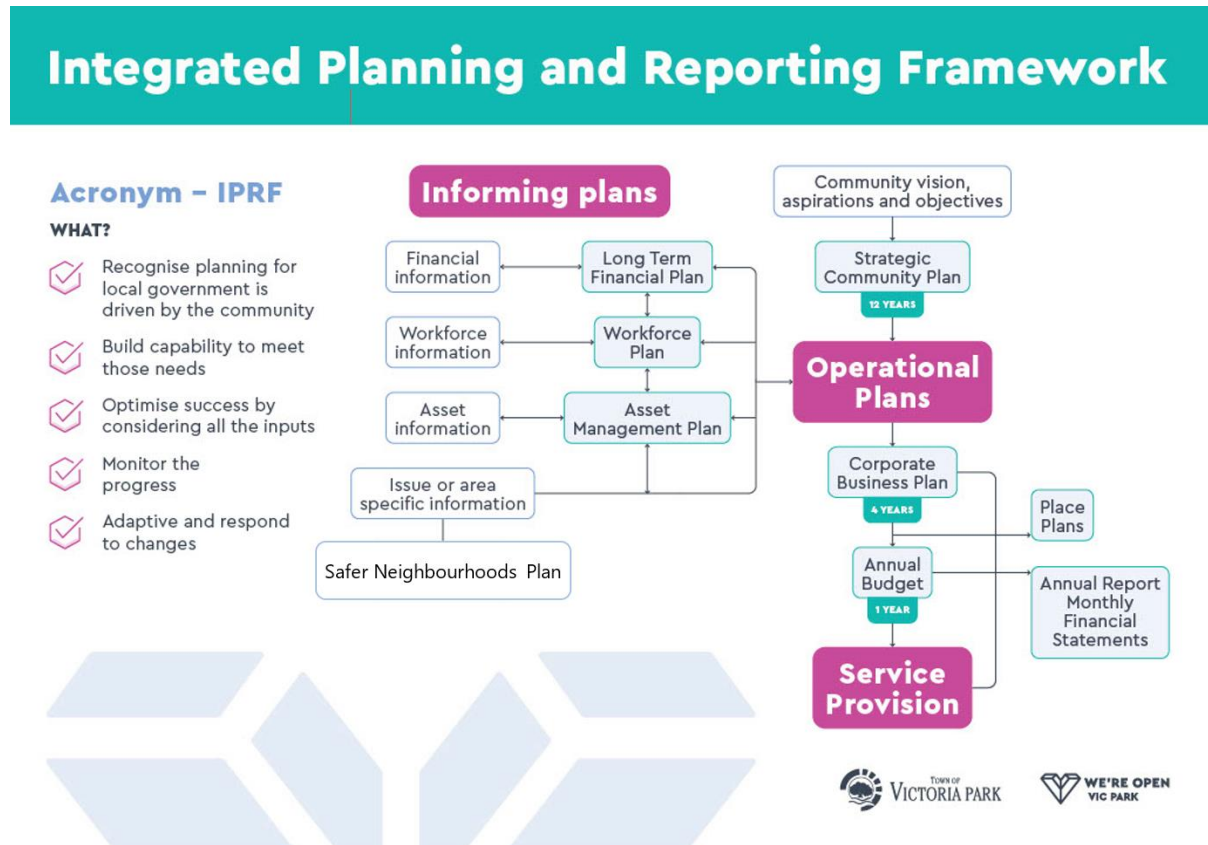 Integrated Planning and Reporting Framework
Acronym – IPRF
WHAT?
Recognise planning for
local government is
driven by the community
Build capability to meet
those needs
Optimise success by
considering all the inputs
Monitor the
progress
Adaptive and respond
to changes
Informing plans
Financial
information
Long Term
Financial Plan
Workforce
information
Workforce
Plan
Asset
information
Asset
Management Plan
Issue or area
specific information
Safer Neighbourhoods Plan
Community vision,
aspirations and objectives
Strategic
Community Plan
12 YEARS
Operational
Plans
Corporate
Business Plan
4 YEARS
Place
Plans
Annual
Budget
1 YEAR
Annual Report
Monthly
Financial
Statements
Service
Provision
TOWN OF
VICTORIA PARK
WE'RE OPEN
VIC PARK